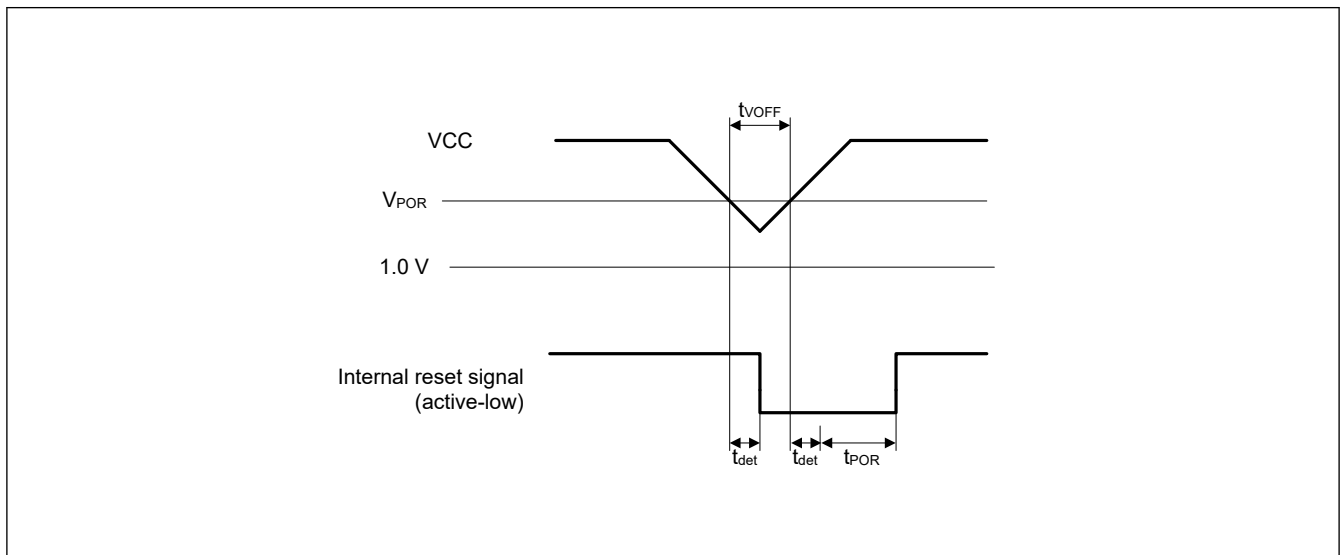 tVOFF
VCC
VPOR
1.0 V
Internal reset signal
(active-low)
tdet
tdet
tPOR